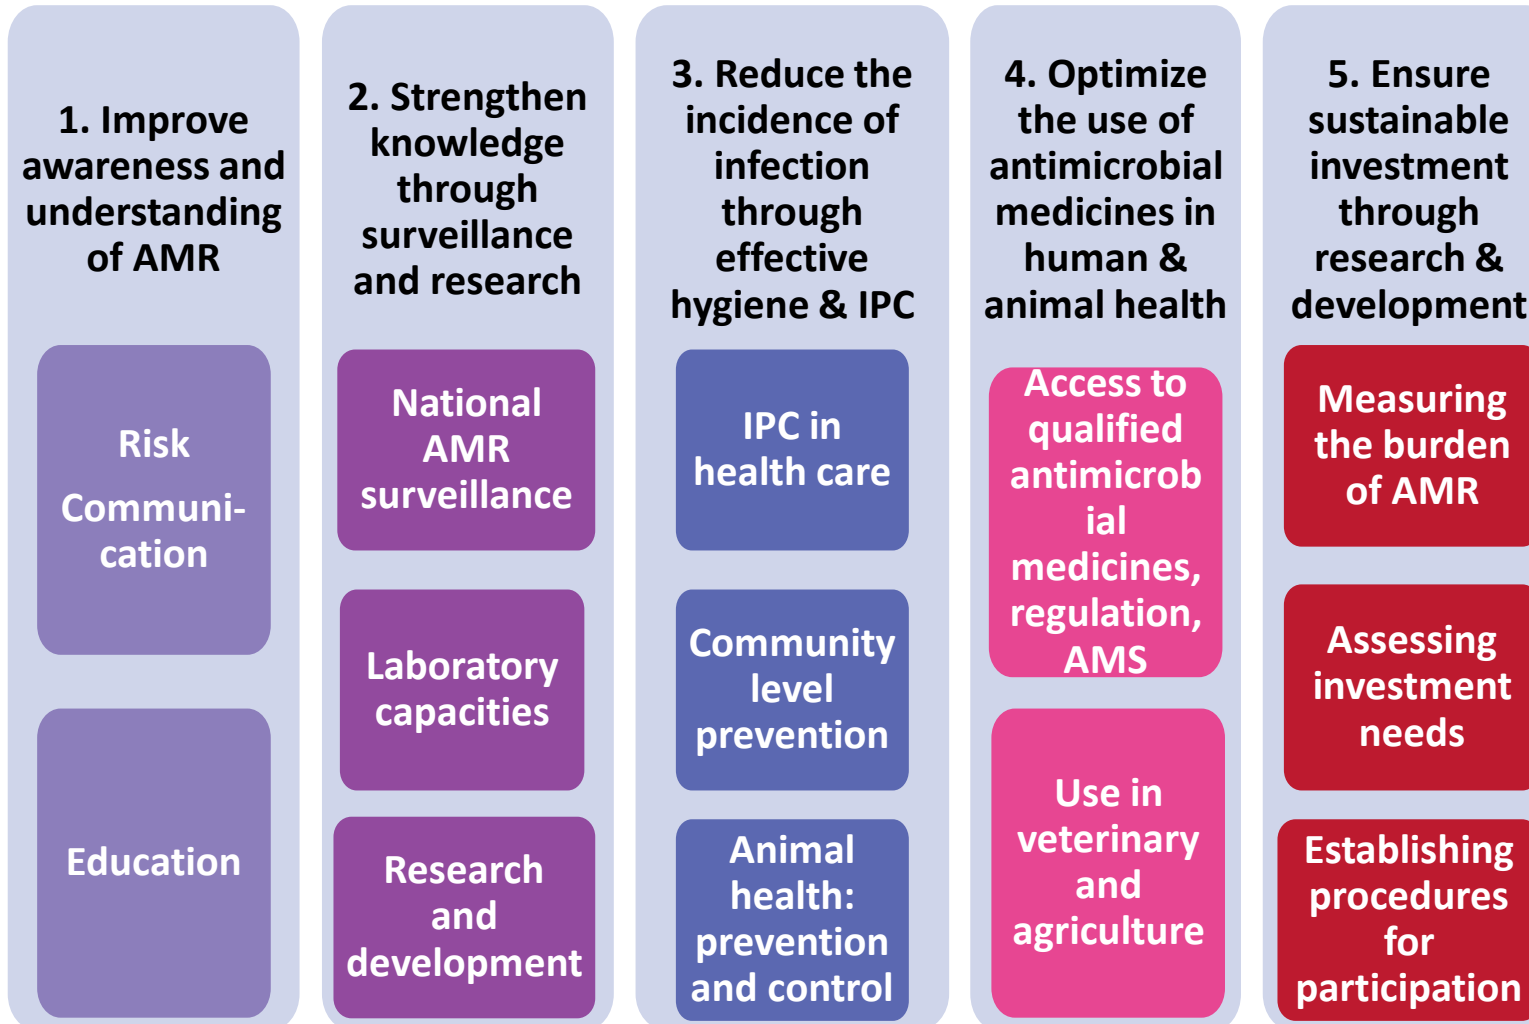 1. Improve
awareness and
understanding
of AMR
Risk
Communi-
cation
Education
2. Strengthen
knowledge
through
surveillance
and research
National
AMR
surveillance
Laboratory
capacities
Research
and
development
3. Reduce the
incidence of
infection
through
effective
hygiene & IPC
IPC in
health care
Community
level
prevention
Animal
health:
prevention
and control
4. Optimize
the use of
antimicrobial
medicines in
human &
animal health
Access to
qualified
antimicrob
ial
medicines,
regulation,
AMS
Use in
veterinary
and
agriculture
5. Ensure
sustainable
investment
through
research &
development
Measuring
the burden
of AMR
Assessing
investment
needs
Establishing
procedures
for
participation